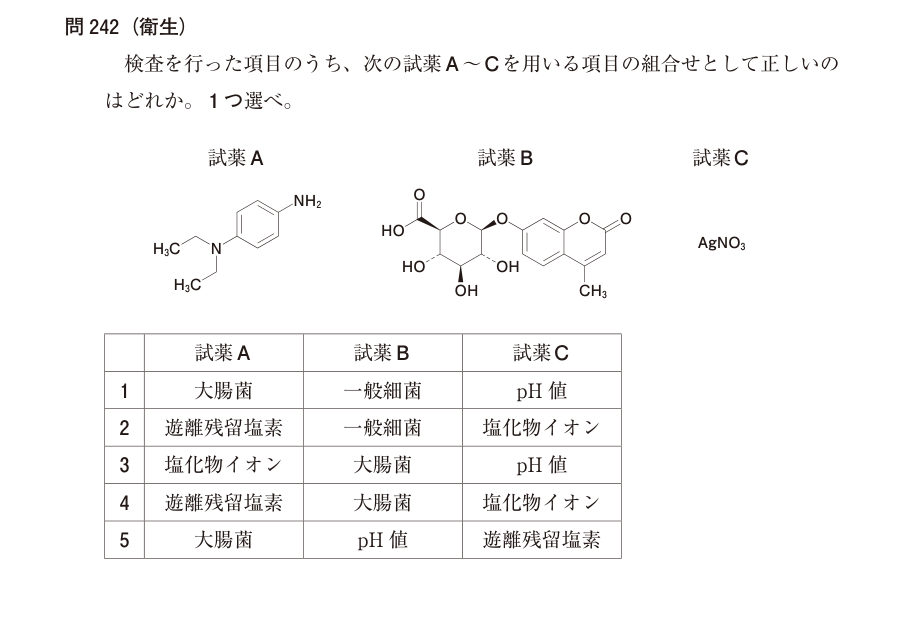 問 242（衛生）
検査を行った項目のうち、次の試薬A～Cを用いる項目の組合せとして正しいの
はどれか。1つ選べ。
試薬A 試薬B 試薬C
NH2
H3C
N
H3C
O
HO
O
O
O
O
HO
OH
OH
CH3
AgNO3
試薬A 試薬B 試薬C
1 大腸菌 一般細菌 pH 値
2 遊離残留塩素 一般細菌 塩化物イオン
3 塩化物イオン 大腸菌 pH 値
4 遊離残留塩素 大腸菌 塩化物イオン
5 大腸菌 pH 値 遊離残留塩素